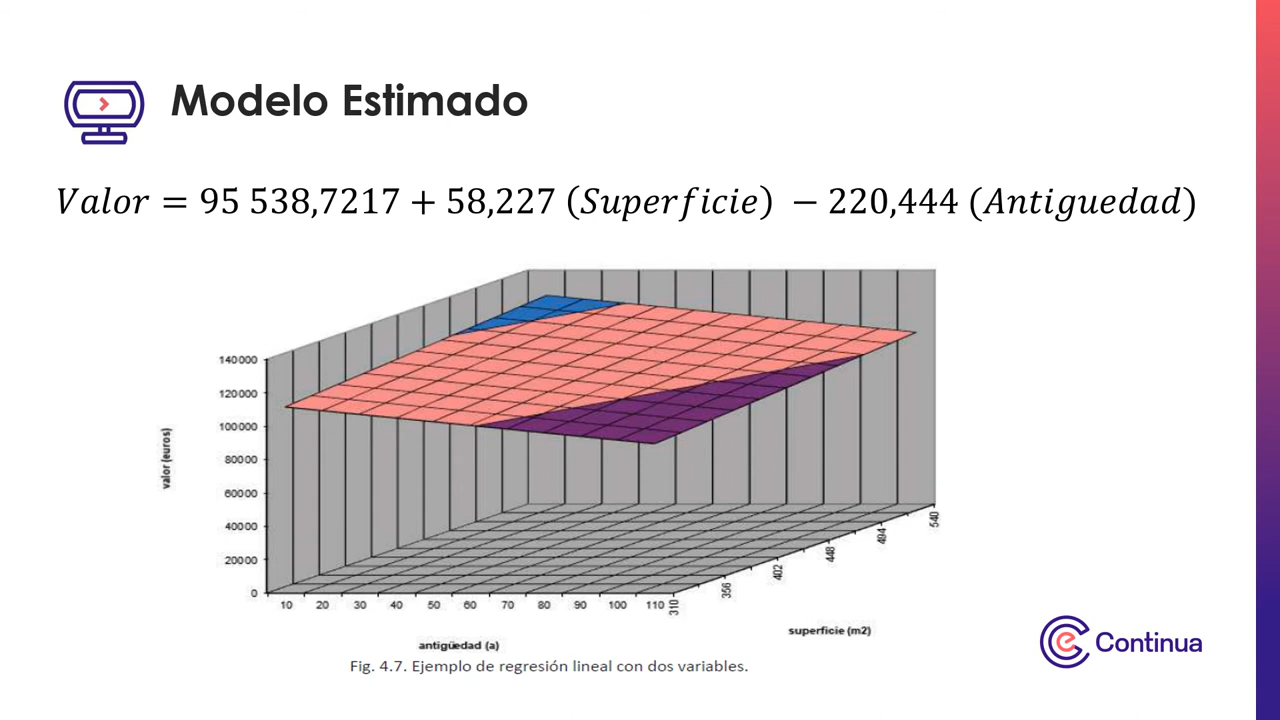 Modelo Estimado
Valor = 95 538,7217 + 58,227 (Superficie) − 220,444 (Antiguedad)
140000
120000
100000
80000
60000
40000
20000
0
valor (euros)
10 20 30 40 50 60 70 80 90 100 110
310 356 402 448 494 540
antigüedad (a)
superficie (m2)
Fig. 4.7. Ejemplo de regresión lineal con dos variables.
e Continua